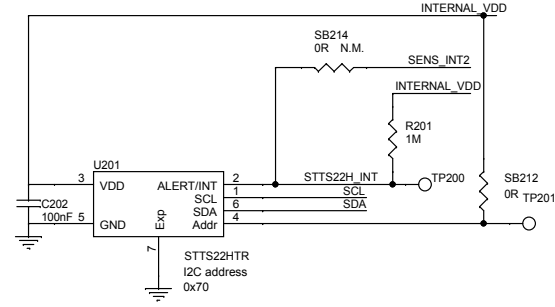 INTERNAL_VDD
SB214
0R N.M.
SENS_INT2
INTERNAL_VDD
R201
1M
U201
3 VDD ALERT/INT 2 STTS22H_INT TP200
SCL 1 SCL
SDA 6 SDA
SB212
0R TP201
C202
100nF 5 GND Exp Addr 4
7
STTS22HTR
I2C address
0x70